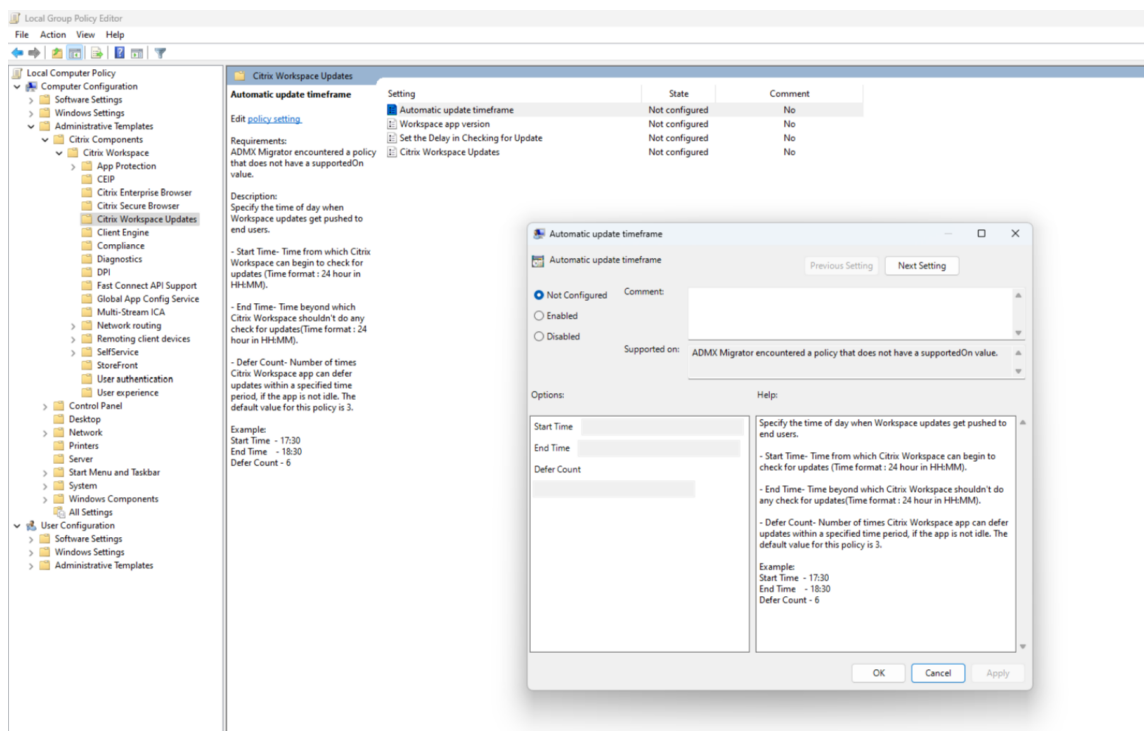 Local Group Policy Editor
File Action View Help
Local Computer Policy
Computer Configuration
Software Settings
Windows Settings
Administrative Templates
Citrix Components
Citrix Workspace
App Protection
CEIP
Citrix Enterprise Browser
Citrix Secure Browser
Citrix Workspace Updates
Client Engine
Compliance
Diagnostics
DPI
Fast Connect API Support
Global App Config Service
Multi-Stream ICA
Network routing
Remoting client devices
SelfService
StoreFront
User authentication
User experience
Control Panel
Desktop
Network
Printers
Server
Start Menu and Taskbar
System
Windows Components
All Settings
User Configuration
Software Settings
Windows Settings
Administrative Templates
Citrix Workspace Updates
Automatic update timeframe
Edit policy setting
Requirements:
ADMX Migrator encountered a policy
that does not have a supportedOn
value.
Description:
Specify the time of day when
Workspace updates get pushed to
end users.
- Start Time- Time from which Citrix
Workspace can begin to check for
updates (Time format : 24 hour in
HH:MM).
- End Time- Time beyond which
Citrix Workspace shouldn't do any
check for updates(Time format : 24
hour in HH:MM).
- Defer Count- Number of times
Citrix Workspace app can defer
updates within a specified time
period, if the app is not idle. The
default value for this policy is 3.
Example:
Start Time - 17:30
End Time - 18:30
Defer Count - 6
Setting State Comment
Automatic update timeframe Not configured No
Workspace app version Not configured No
Set the Delay in Checking for Update Not configured No
Citrix Workspace Updates Not configured No
Automatic update timeframe
Automatic update timeframe
Previous Setting Next Setting
Not Configured Comment:
Enabled
Disabled
Supported on: ADMX Migrator encountered a policy that does not have a supportedOn value.
Options: Help:
Start Time
End Time
Defer Count
Specify the time of day when Workspace updates get pushed to
end users.
- Start Time- Time from which Citrix Workspace can begin to
check for updates (Time format : 24 hour in HH:MM).
- End Time- Time beyond which Citrix Workspace shouldn't do
any check for updates(Time format : 24 hour in HH:MM).
- Defer Count- Number of times Citrix Workspace app can defer
updates within a specified time period, if the app is not idle. The
default value for this policy is 3.
Example:
Start Time - 17:30
End Time - 18:30
Defer Count - 6
OK Cancel Apply